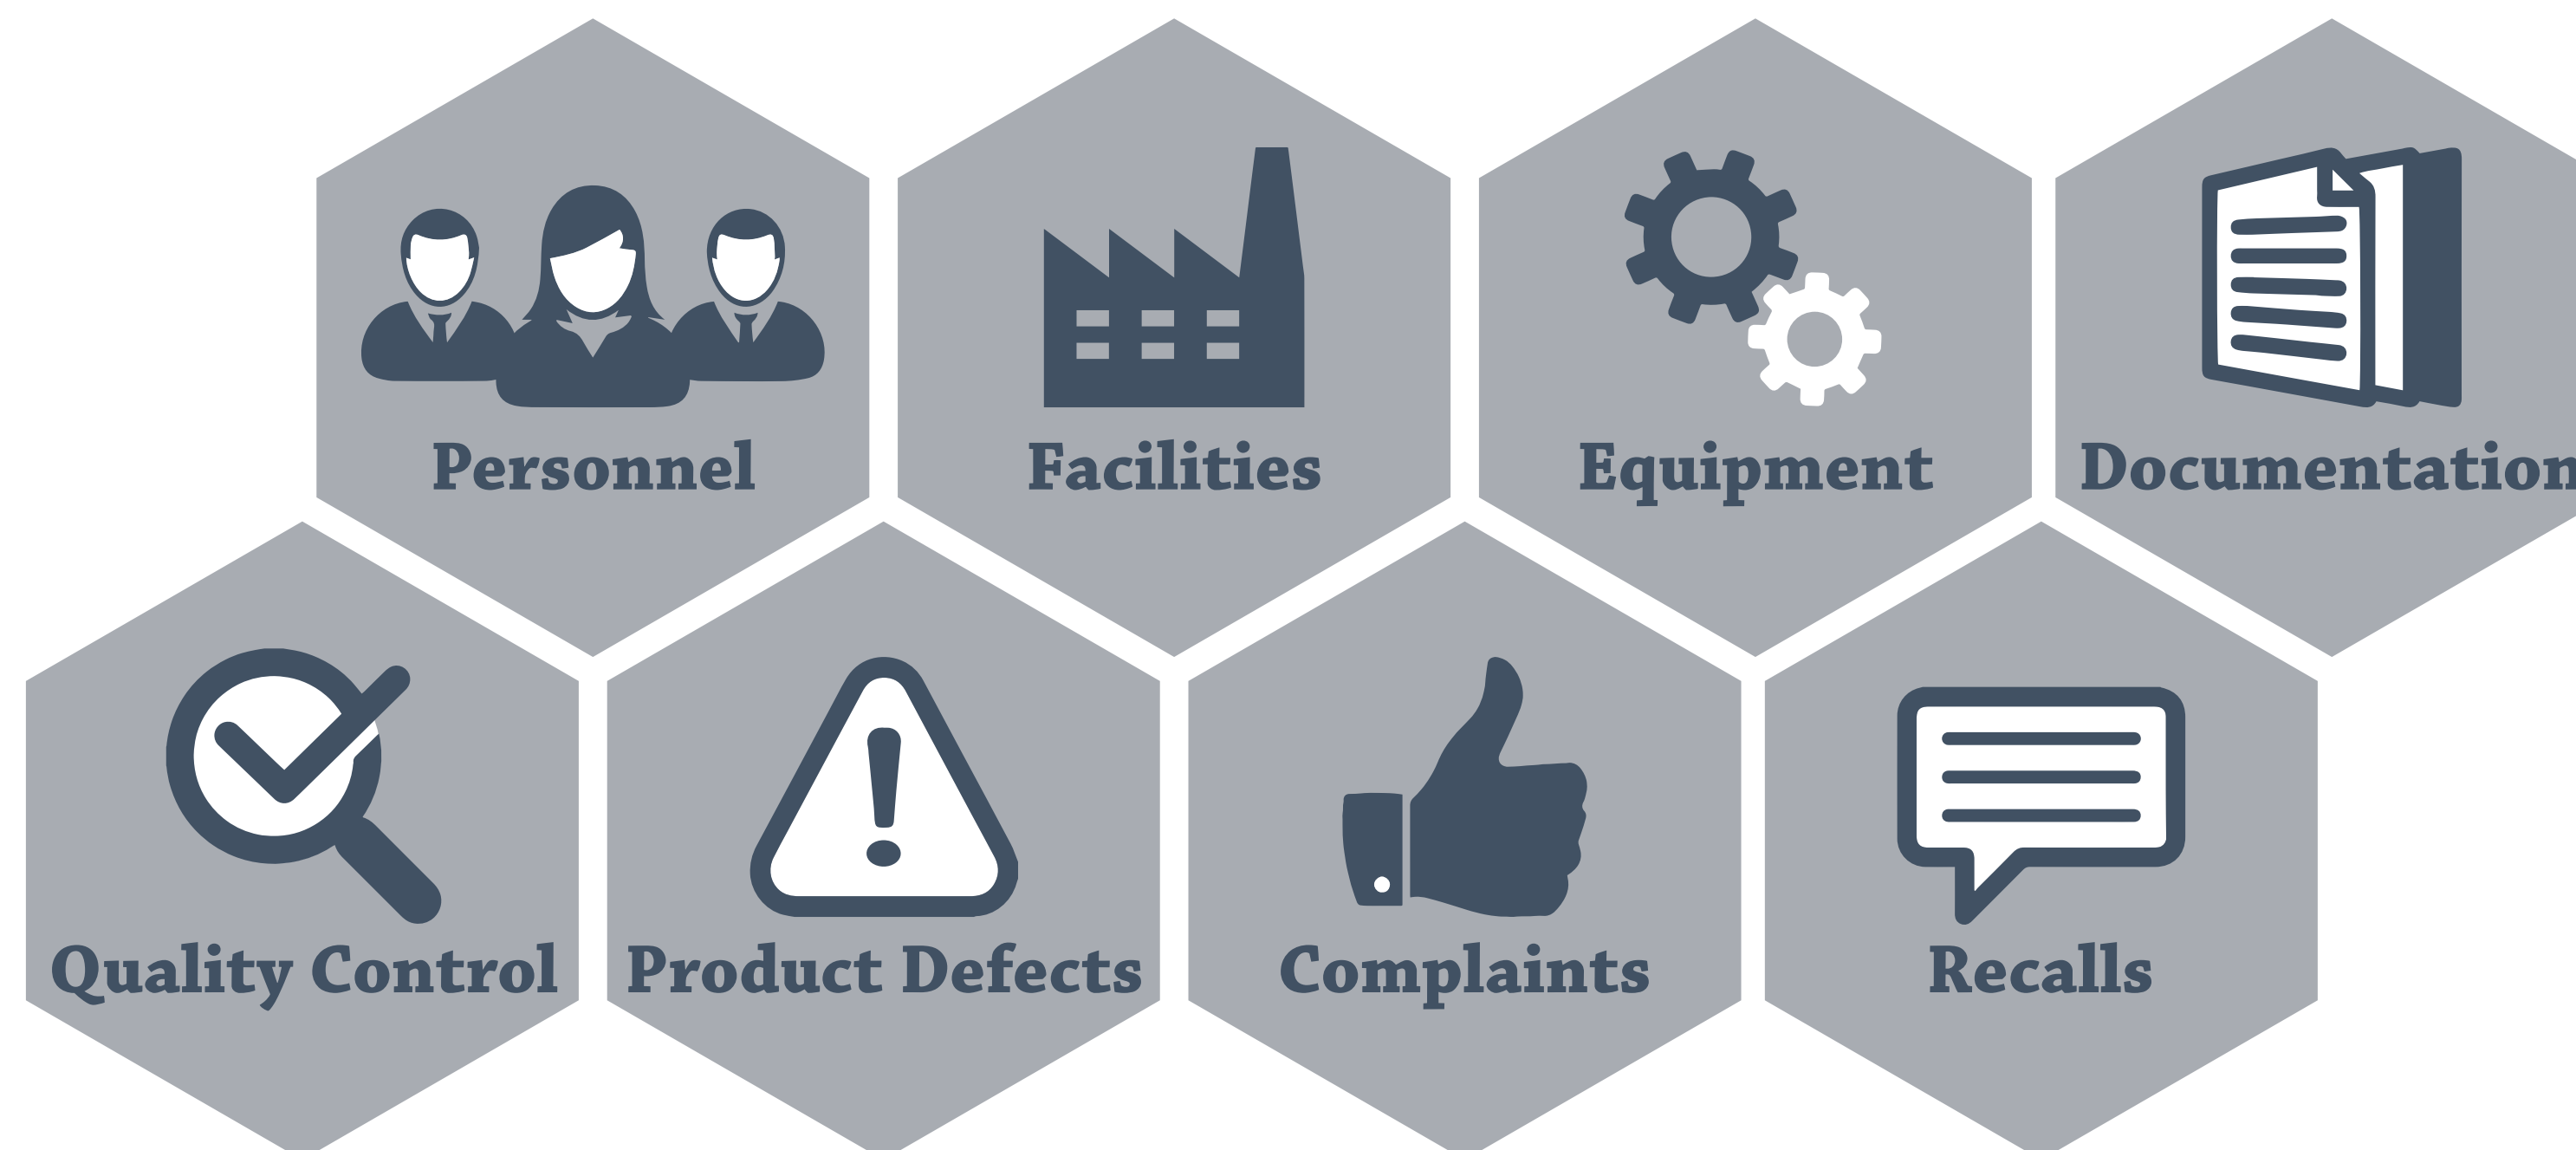 Personnel
Facilities
Equipment
Documentation
Quality Control
Product Defects
Complaints
Recalls